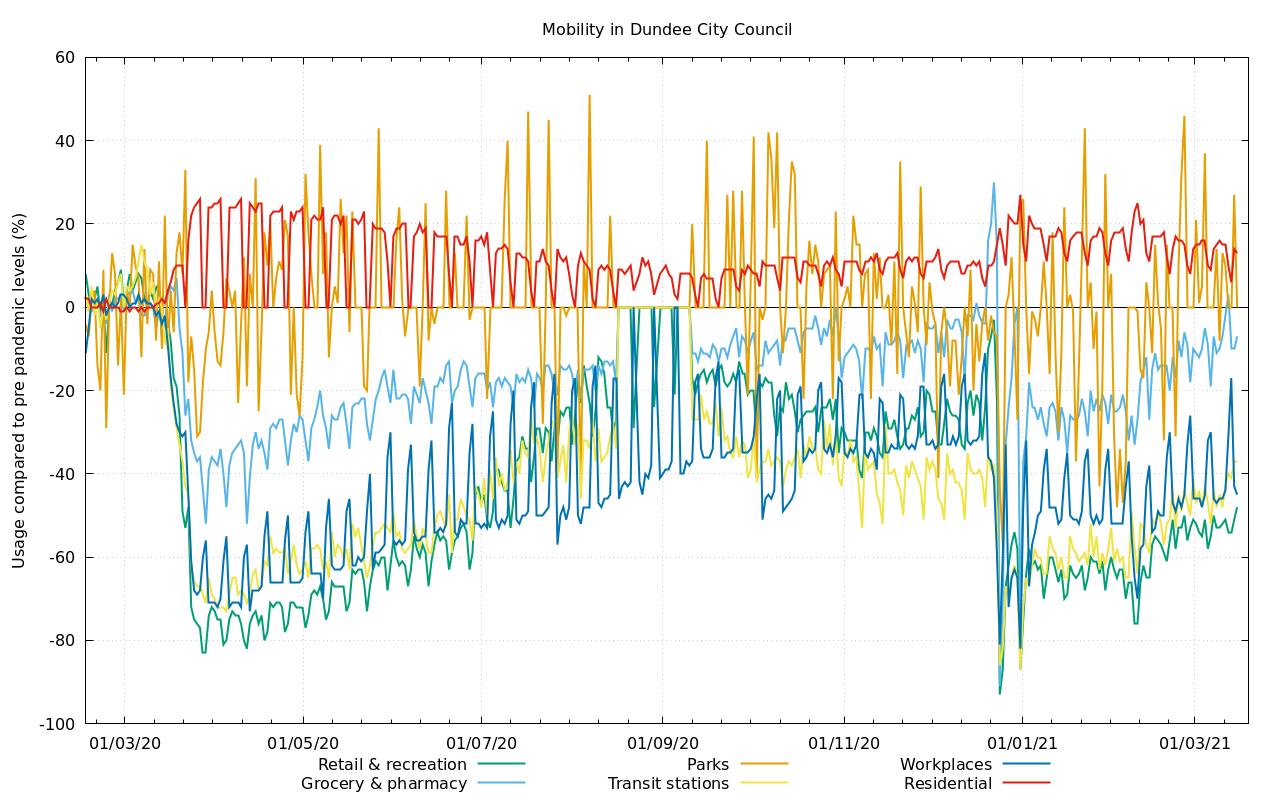 Mobility in Dundee City Council
Usage compared to pre pandemic levels (%)
60
40
20
0
-20
-40
-60
-80
-100
01/03/20 01/05/20 01/07/20 01/09/20 01/11/20 01/01/21 01/03/21
Retail & recreation Parks Workplaces
Grocery & pharmacy Transit stations Residential